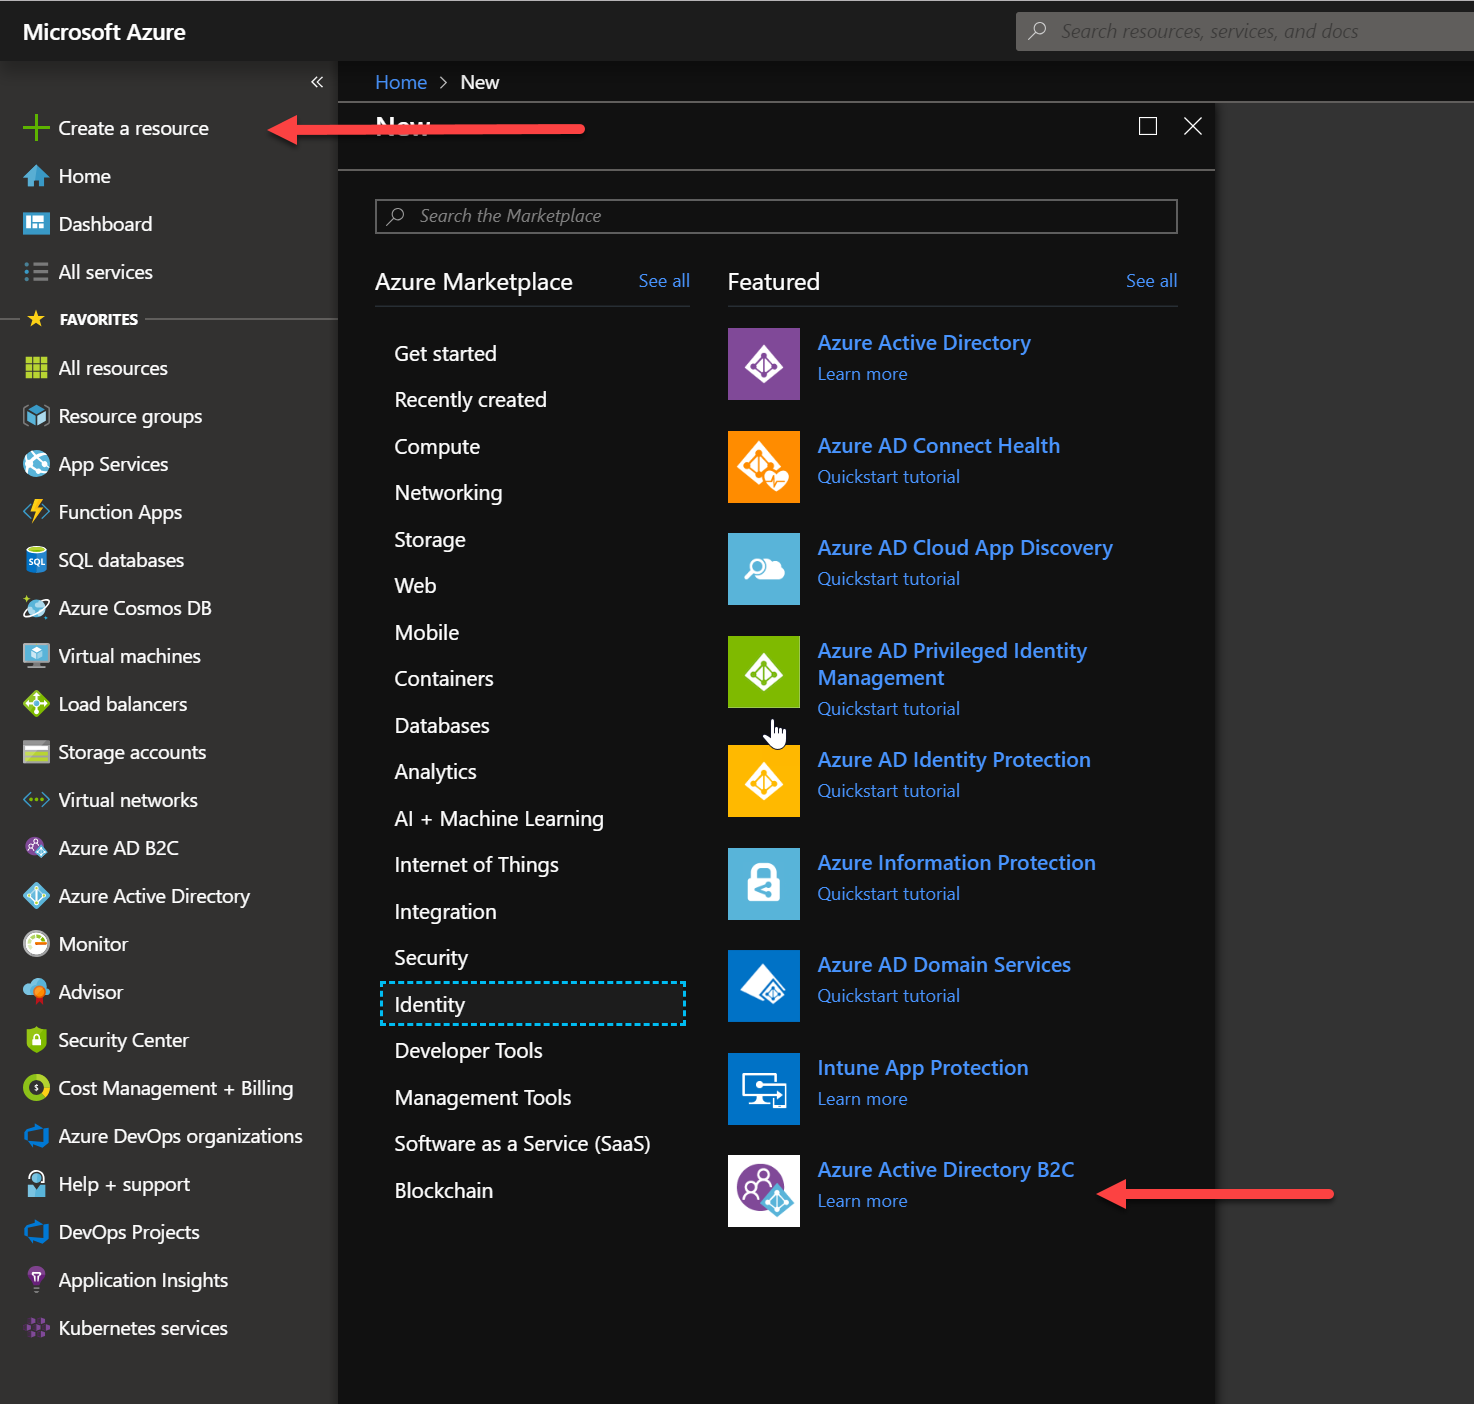 Microsoft Azure
Search resources, services, and docs
Home > New
Create a resource
Home
Dashboard
All services
FAVORITES
All resources
Resource groups
App Services
Function Apps
SQL databases
Azure Cosmos DB
Virtual machines
Load balancers
Storage accounts
Virtual networks
Azure AD B2C
Azure Active Directory
Monitor
Advisor
Security Center
Cost Management + Billing
Azure DevOps organizations
Help + support
DevOps Projects
Application Insights
Kubernetes services
New
Search the Marketplace
Azure Marketplace
See all
Get started
Recently created
Compute
Networking
Storage
Web
Mobile
Containers
Databases
Analytics
AI + Machine Learning
Internet of Things
Integration
Security
Identity
Developer Tools
Management Tools
Software as a Service (SaaS)
Blockchain
Featured
See all
Azure Active Directory
Learn more
Azure AD Connect Health
Quickstart tutorial
Azure AD Cloud App Discovery
Quickstart tutorial
Azure AD Privileged Identity
Management
Quickstart tutorial
Azure AD Identity Protection
Quickstart tutorial
Azure Information Protection
Quickstart tutorial
Azure AD Domain Services
Quickstart tutorial
Intune App Protection
Learn more
Azure Active Directory B2C
Learn more